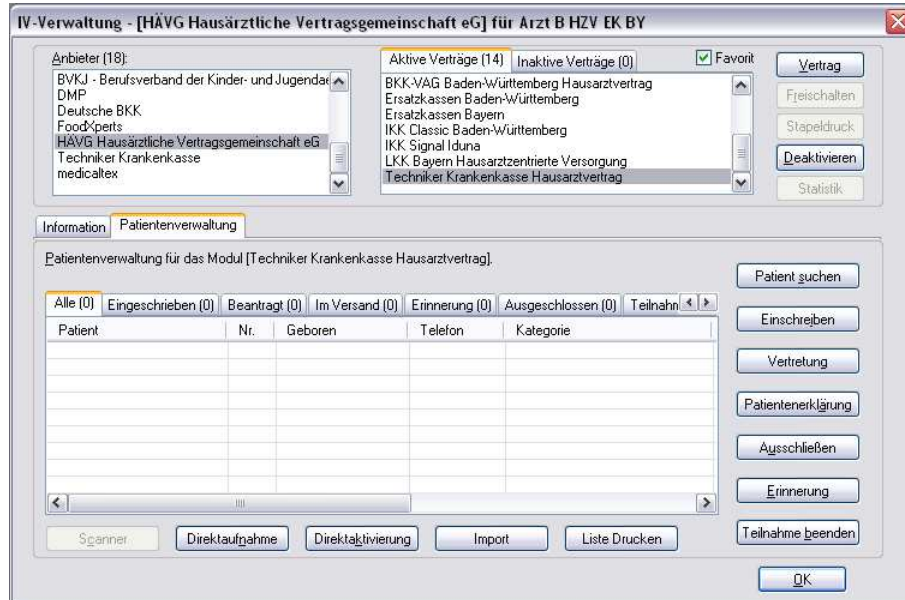 IV-Verwaltung - [HÄVG Hausärztliche Vertragsgemeinschaft eG] für Arzt B HZV EK BY
Anbieter (18):
BVKJ - Berufsverband der Kinder- und Jugendae
DMP
Deutsche BKK
FoodXperts
HÄVG Hausärztliche Vertragsgemeinschaft eG
Techniker Krankenkasse
medicaltex
Aktive Verträge (14) Inaktive Verträge (0)
Favorit
BKK-VAG Baden-Württemberg Hausarztvertrag
Ersatzkassen Baden-Württemberg
Ersatzkassen Bayern
IKK Classic Baden-Württemberg
IKK Signal Iduna
LKK Bayern Hausarztzentrierte Versorgung
Techniker Krankenkasse Hausarztvertrag
Vertrag
Freischalten
Stapeldruck
Deaktivieren
Statistik
Information Patientenverwaltung
Patientenverwaltung für das Modul [Techniker Krankenkasse Hausarztvertrag].
Alle (0) Eingeschrieben (0) Beantragt (0) Im Versand (0) Erinnerung (0) Ausgeschlossen (0) Teilnahm
Patient Nr. Geboren Telefon Kategorie
Patient suchen
Einschreiben
Vertretung
Patientenerklärung
Ausschließen
Erinnerung
Teilnahme beenden
Scanner Direktaufnahme Direktaktivierung Import Liste Drucken
OK